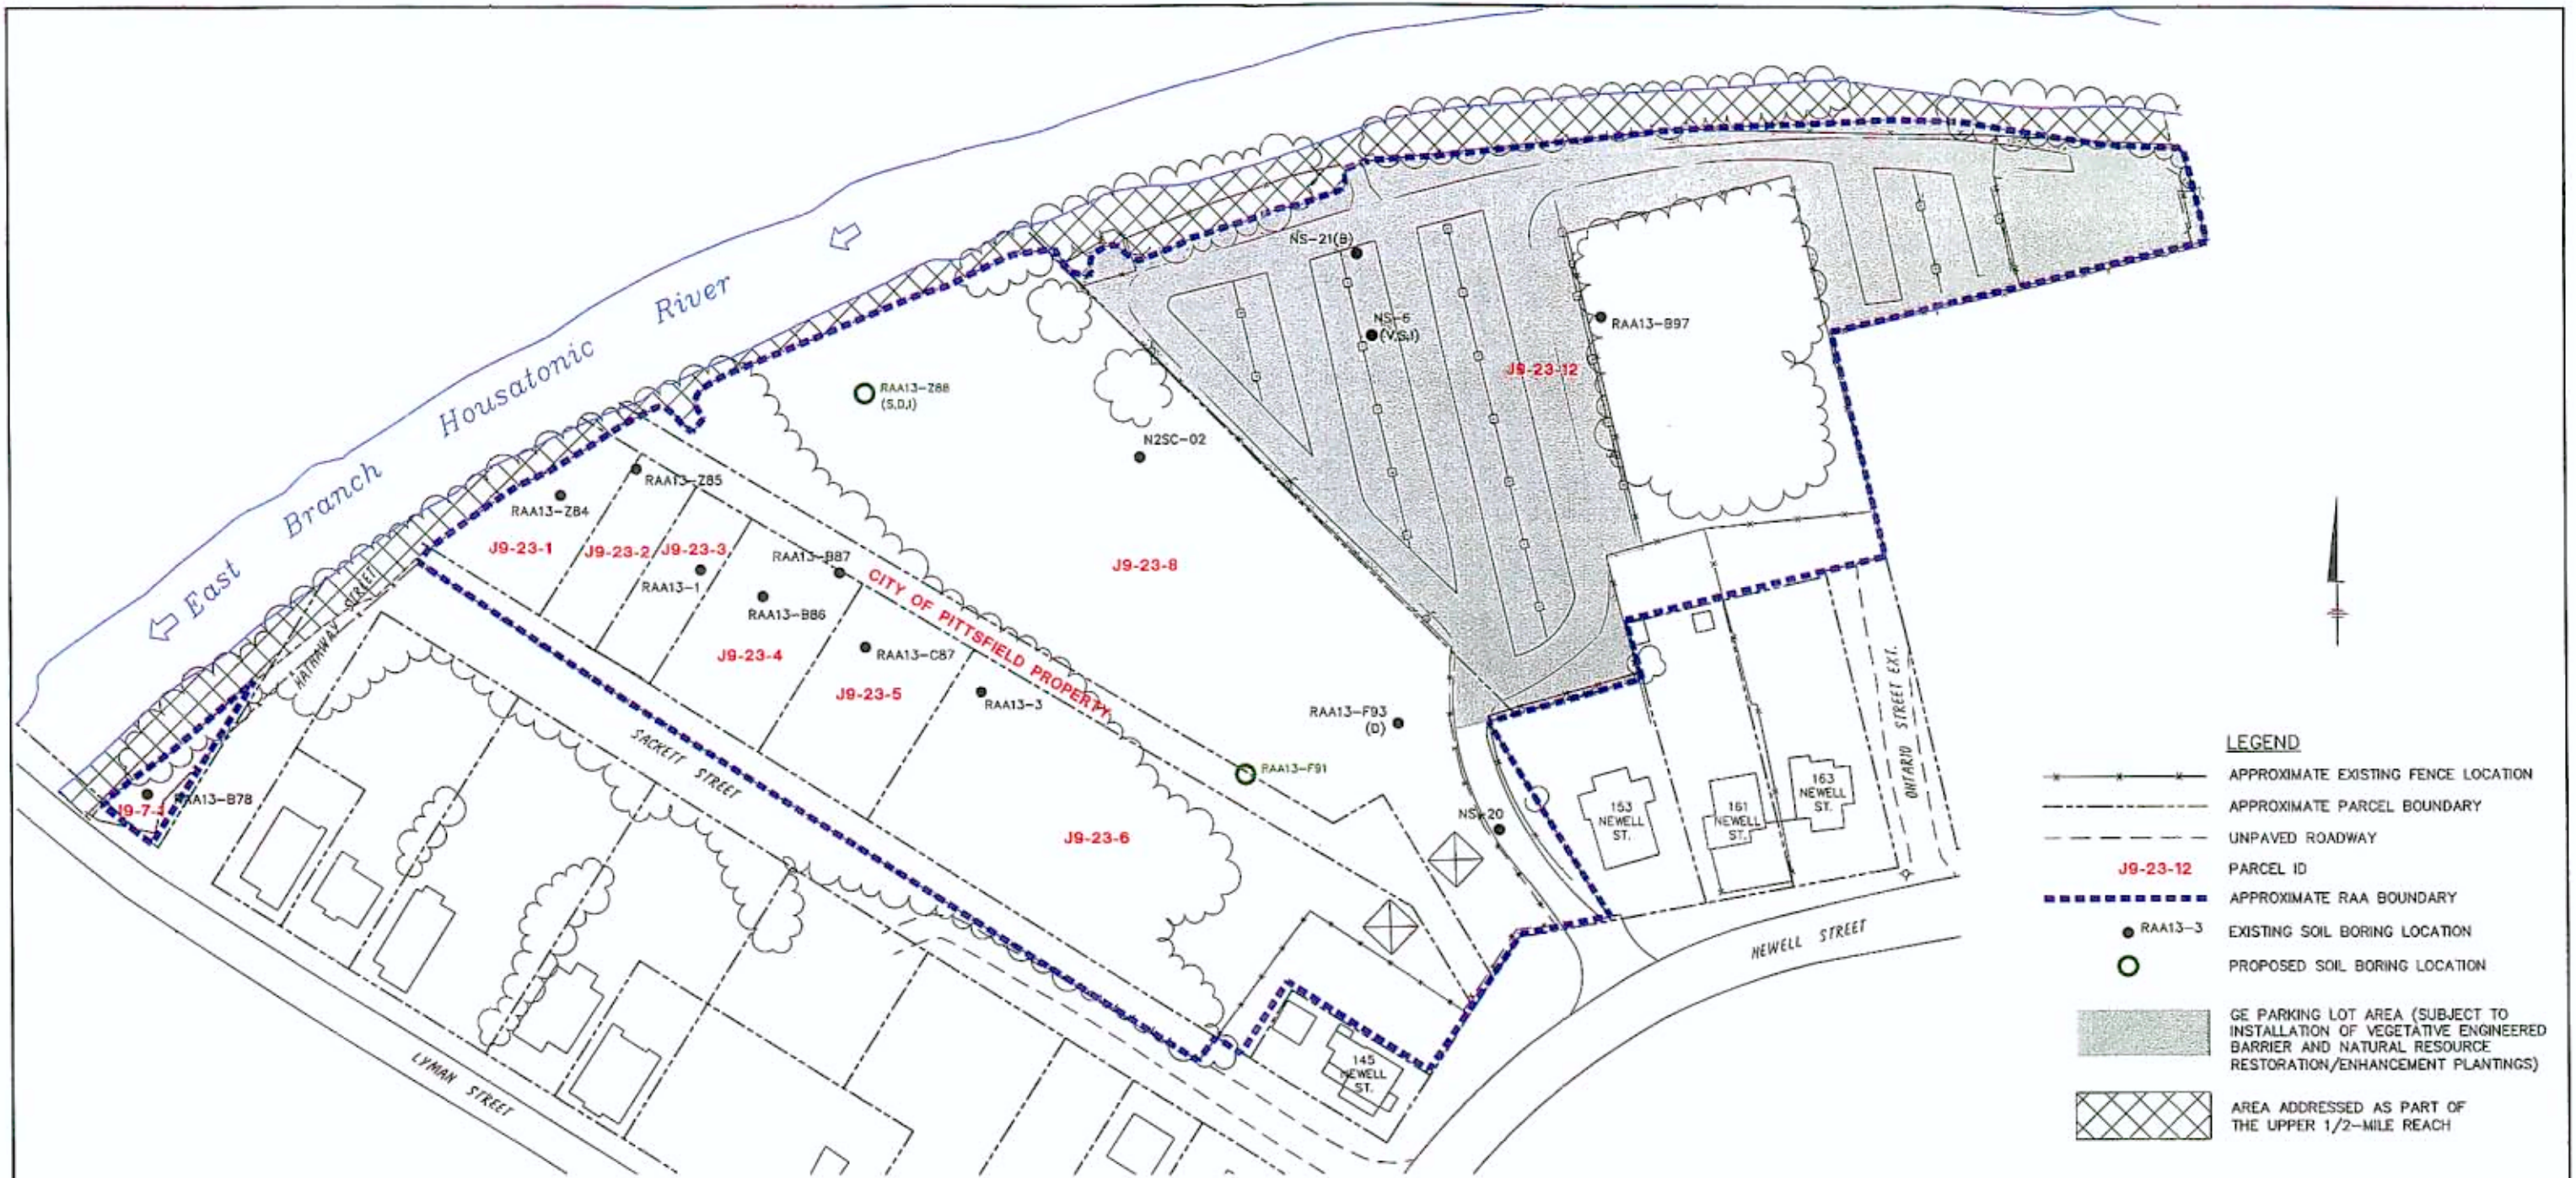 East Branch Housatonic River
NS-21(B)
NS-6
(V,S,I)
RAA13-B97
J9-23-12
RAA13-Z88
(S,D,I)
N2SC-02
RAA13-Z85
RAA13-Z84
J9-23-1
J9-23-2
J9-23-3
RAA13-B87
J9-23-8
RAA13-1
RAA13-B86
CITY OF PITTSFIELD PROPERTY
HATHAWAY STREET
J9-23-4
RAA13-C87
J9-23-5
RAA13-3
RAA13-F93
(D)
SACKETT STREET
RAA13-F91
RAA13-B78
NS-20
J9-23-6
153
NEWELL
ST.
161
NEWELL
ST.
163
NEWELL
ST.
ONTARIO STREET EXT.
NEWELL STREET
145
NEWELL
ST.
LYMAN STREET
LEGEND
APPROXIMATE EXISTING FENCE LOCATION
APPROXIMATE PARCEL BOUNDARY
UNPAVED ROADWAY
J9-23-12 PARCEL ID
APPROXIMATE RAA BOUNDARY
RAA13-3 EXISTING SOIL BORING LOCATION
PROPOSED SOIL BORING LOCATION
GE PARKING LOT AREA (SUBJECT TO
INSTALLATION OF VEGETATIVE ENGINEERED
BARRIER AND NATURAL RESOURCE
RESTORATION/ENHANCEMENT PLANTINGS)
AREA ADDRESSED AS PART OF
THE UPPER 1/2-MILE REACH